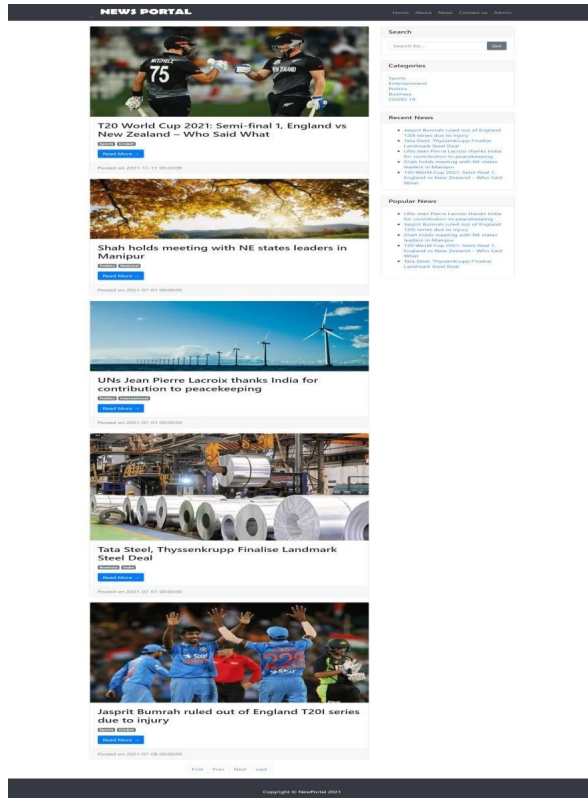 NEWS PORTAL
Home About News Contact us Admin
MITCHELL
75
T20 World Cup 2021: Semi-final 1, England vs
New Zealand – Who Said What
Sports Cricket
Read More →
Posted on 2021-11-11
Shah holds meeting with NE states leaders in
Manipur
Politics National
Read More →
Posted on 2021-07-01 00:00:00
UNs Jean Pierre Lacroix thanks India for
contribution to peacekeeping
Politics International
Read More →
Posted on 2021-07-01 00:00:00
Tata Steel, Thyssenkrupp Finalise Landmark
Steel Deal
Business India
Read More →
Posted on 2021-07-01 00:00:00
Jasprit Bumrah ruled out of England T20I series
due to injury
Sports Cricket
Read More →
Posted on 2021-07-08 00:00:00
First Prev Next Last
Search
Search for...
Go!
Categories
Sports
Entertainment
Politics
Business
COVID-19
Recent News
Jasprit Bumrah ruled out of England
T20I series due to injury
Tata Steel, Thyssenkrupp Finalise
Landmark Steel Deal
UNs Jean Pierre Lacroix thanks India
for contribution to peacekeeping
Shah holds meeting with NE states
leaders in Manipur
T20 World Cup 2021: Semi-final 1,
England vs New Zealand – Who Said
What
Popular News
UNs Jean Pierre Lacroix thanks India
for contribution to peacekeeping
Jasprit Bumrah ruled out of England
T20I series due to injury
Shah holds meeting with NE states
leaders in Manipur
T20 World Cup 2021: Semi-final 1,
England vs New Zealand – Who Said
What
Tata Steel, Thyssenkrupp Finalise
Landmark Steel Deal
Copyright © NewPortal 2021